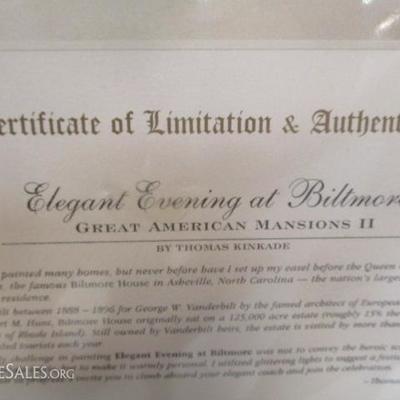 ertificate of Limitation & Authent
Elegant Evening at Biltmor
GREAT AMERICAN MANSIONS II
BY THOMAS KINKADE
painted many homes, but never before have I set up my easel before the Queen
the famous Biltmore House in Asheville, North Carolina — the nation's larges
residence.
ilt between 1888 - 1896 for George W. Vanderbilt by the famed architect of European
M. Hunt, Biltmore House originally sat on a 125,000 acre estate (roughly 15% the
of Rhode Island). Still owned by Vanderbilt heirs, the estate is visited by more than
tourists each year.
challenge in painting Elegant Evening at Biltmore was not to convey the heroic sc
to make it warmly personal. I utilized glittering lights to suggest a festiv
you to climb aboard your elegant coach and join the celebration.
- Thomas
ESALES.ORG